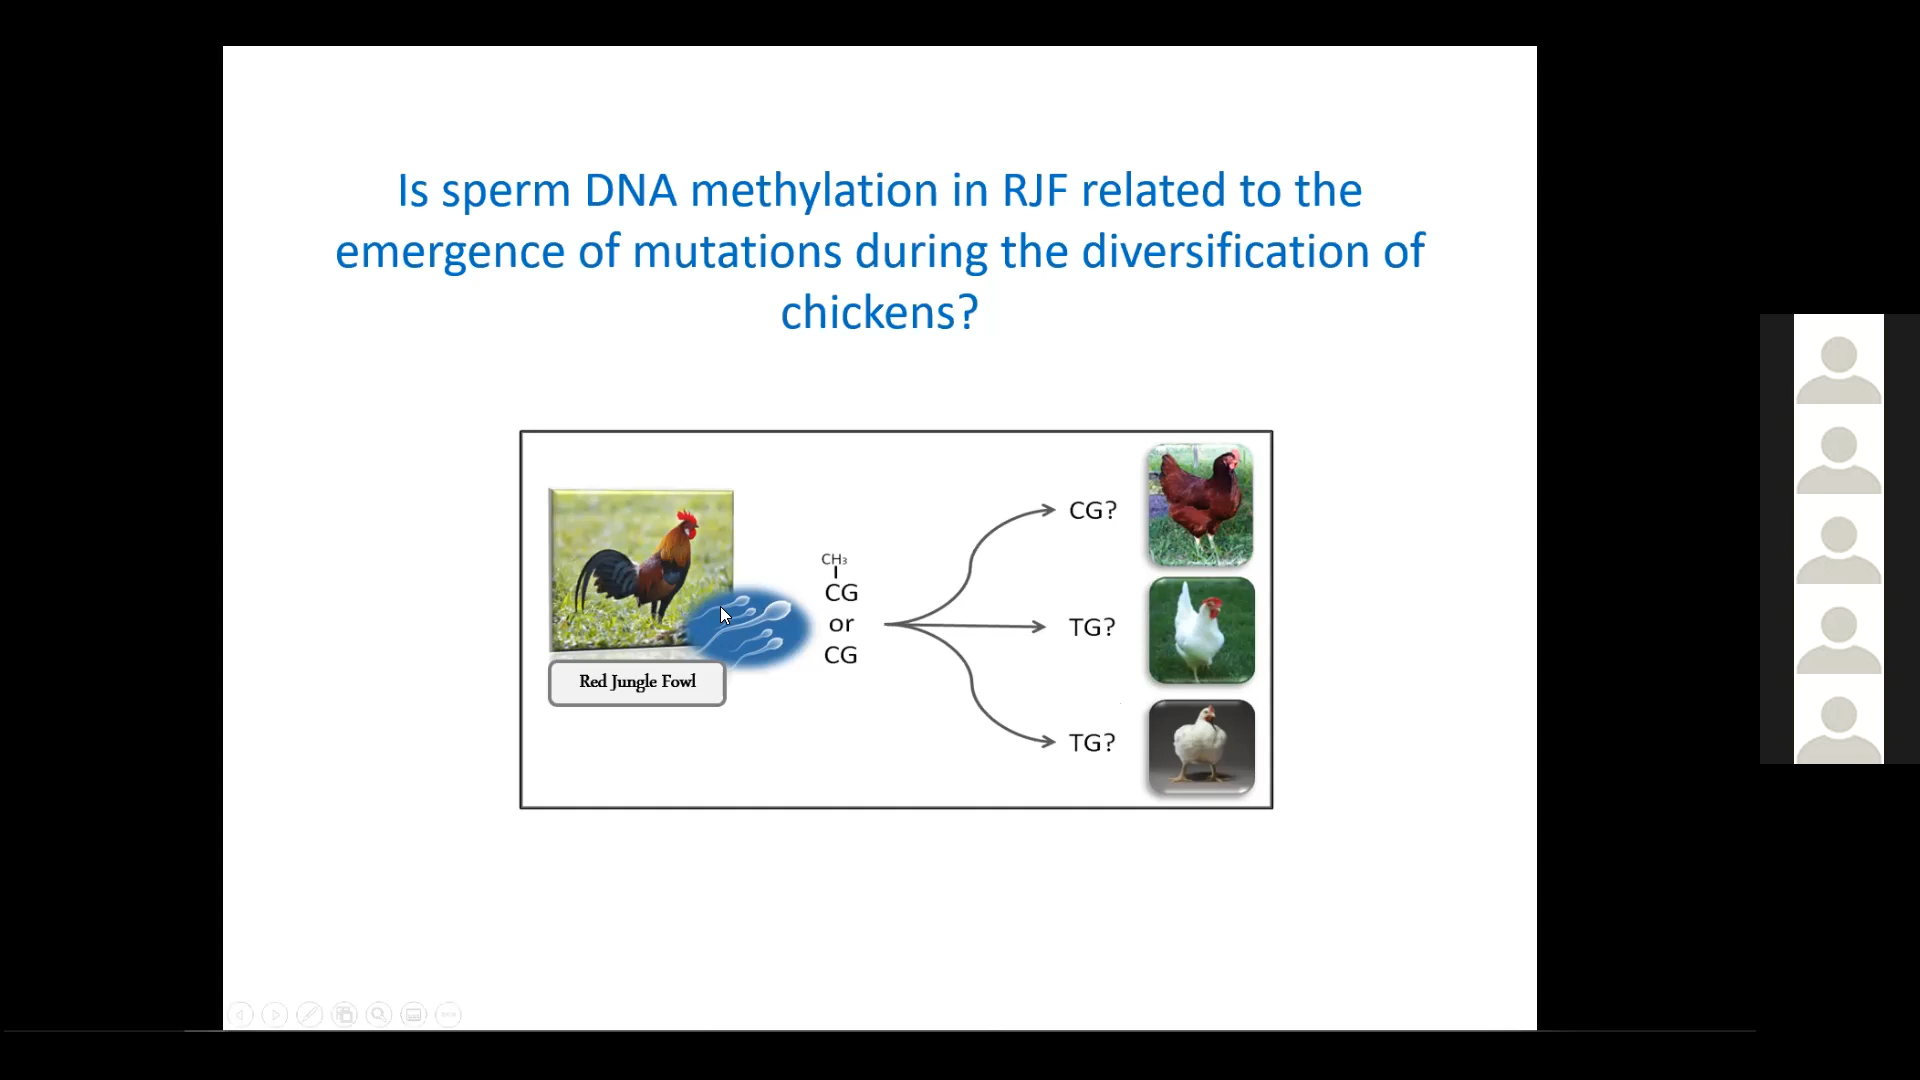 Is sperm DNA methylation in RJF related to the
emergence of mutations during the diversification of
chickens?
CH₃
CG
or
CG
Red Jungle Fowl
CG?
TG?
TG?